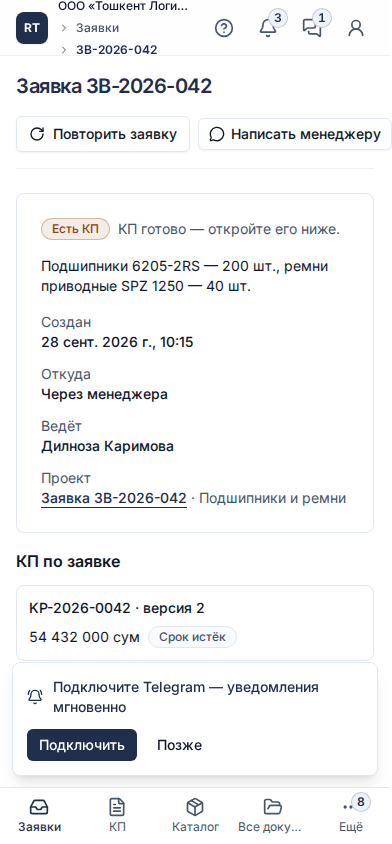 RT
ООО «Тошкент Логи...
Заявки
ЗВ-2026-042
3
1
Заявка ЗВ-2026-042
Повторить заявку
Написать менеджеру
Есть КП
КП готово — откройте его ниже.
Подшипники 6205-2RS — 200 шт., ремни
приводные SPZ 1250 — 40 шт.
Создан
28 сент. 2026 г., 10:15
Откуда
Через менеджера
Ведёт
Дилноза Каримова
Проект
Заявка ЗВ-2026-042 · Подшипники и ремни
КП по заявке
KP-2026-0042 · версия 2
54 432 000 сум
Срок истёк
Подключите Telegram — уведомления
мгновенно
Подключить
Позже
Заявки
КП
Каталог
Все доку...
8
Ещё